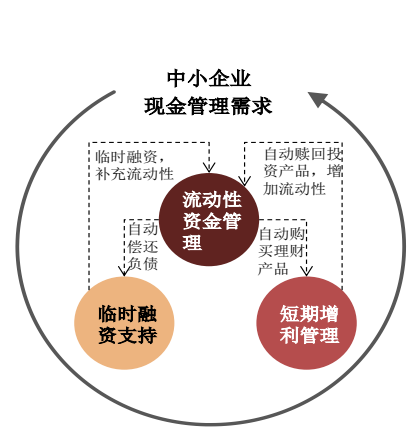 中小企业
现金管理需求
临时融资，
补充流动性
自动赎回投
资产品，增
加流动性
流动性
资金管
理
自动
偿还
负债
自动购
买理财
产品
临时融
资支持
短期增
利管理